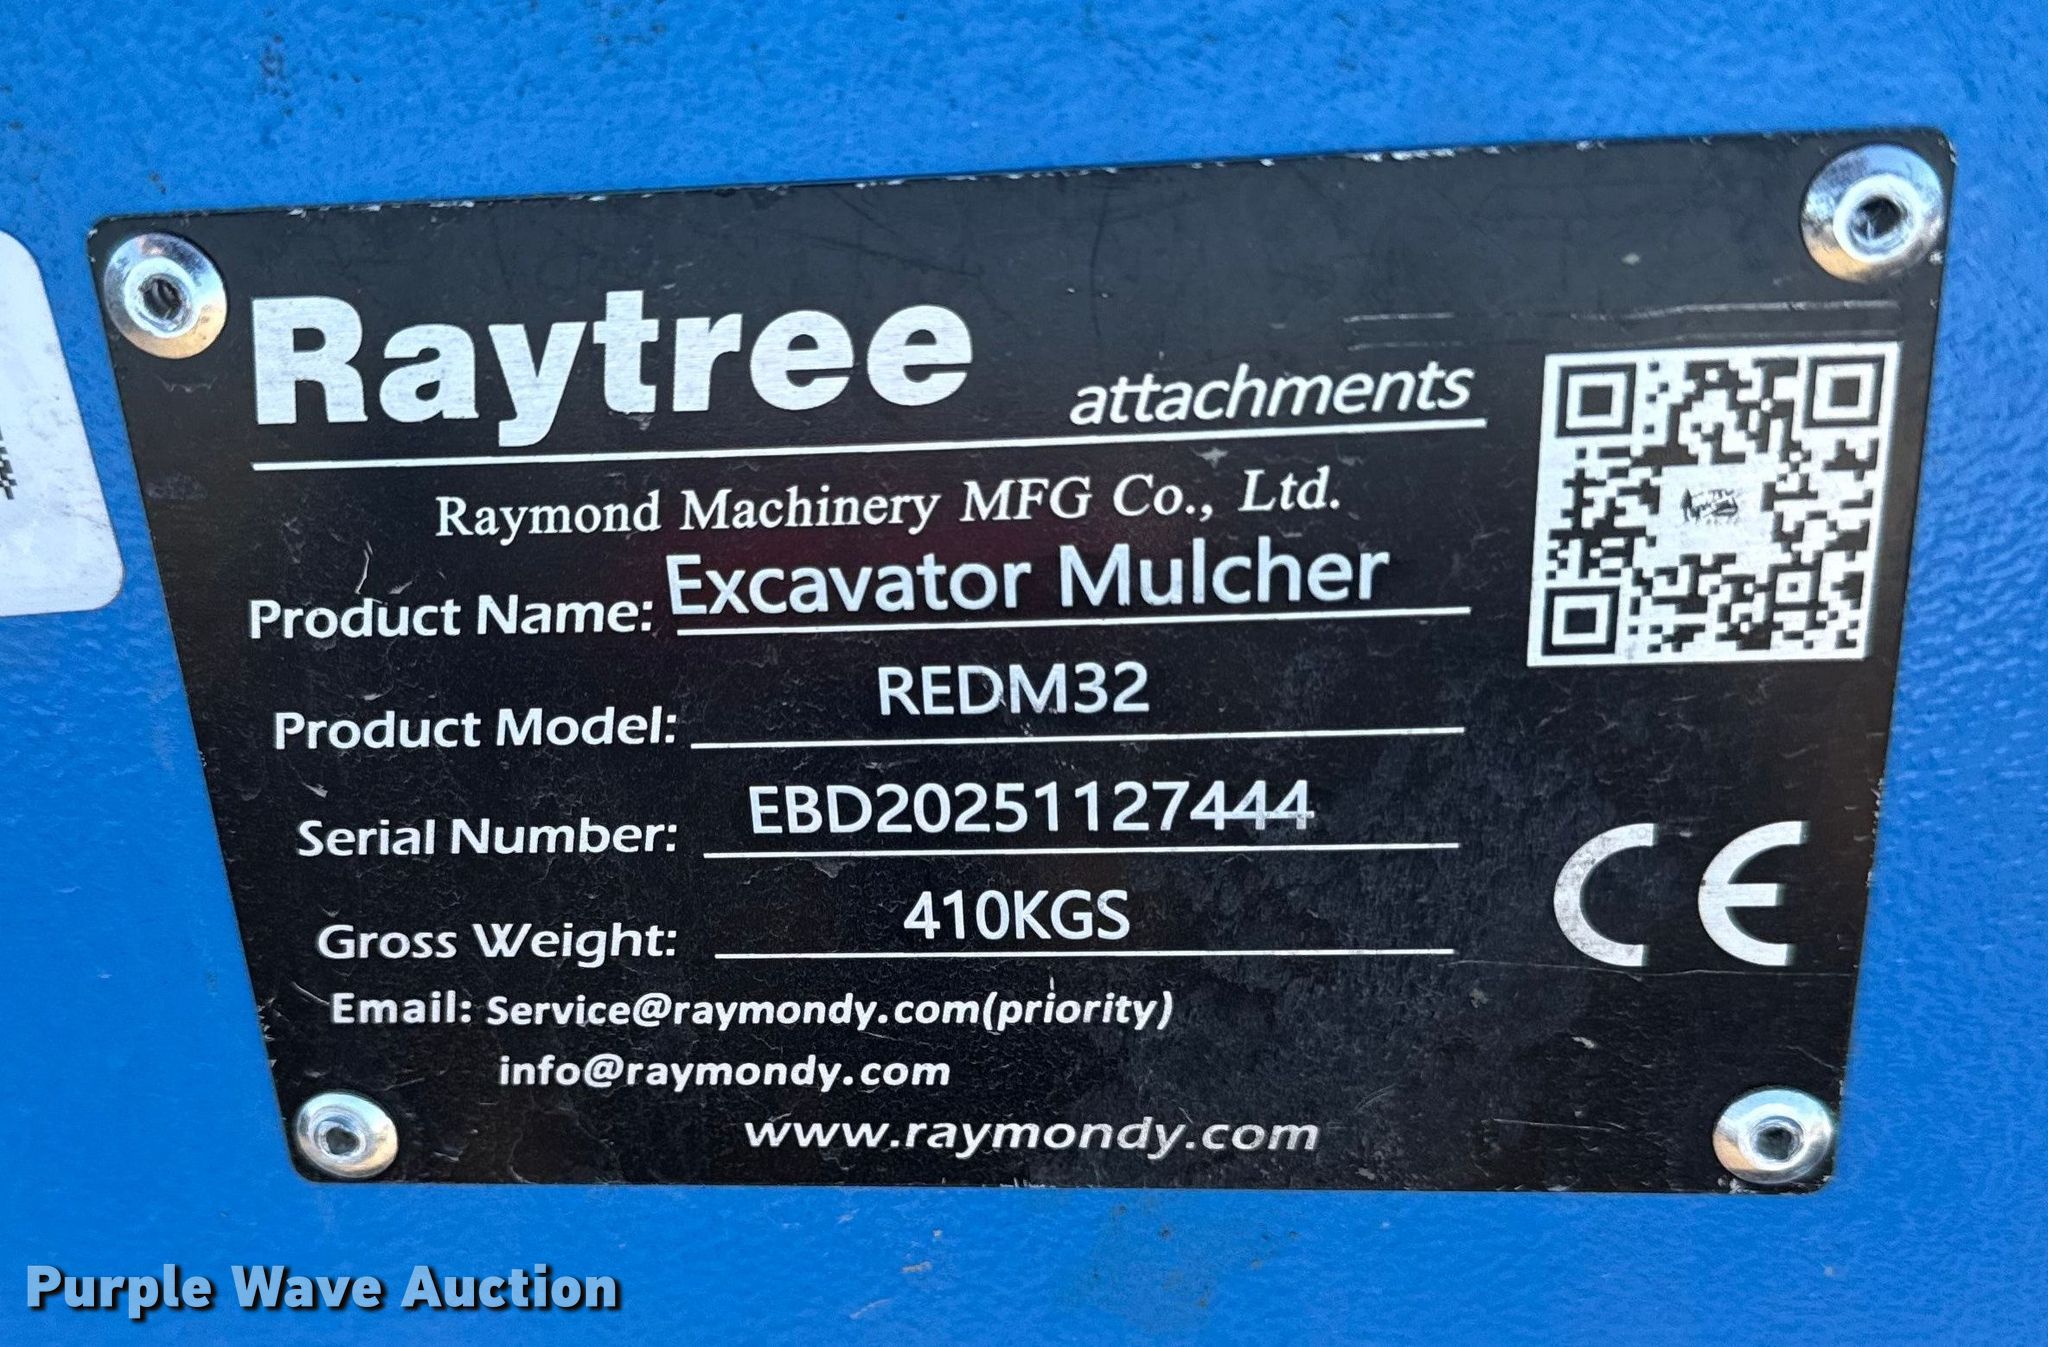 Raytree attachments
Raymond Machinery MFG Co., Ltd.
Product Name: Excavator Mulcher
Product Model: REDM32
Serial Number: EBD20251127444
Gross Weight: 410KGS
Email: Service@raymondy.com(priority)
info@raymondy.com
www.raymondy.com
CE
Purple Wave Auction